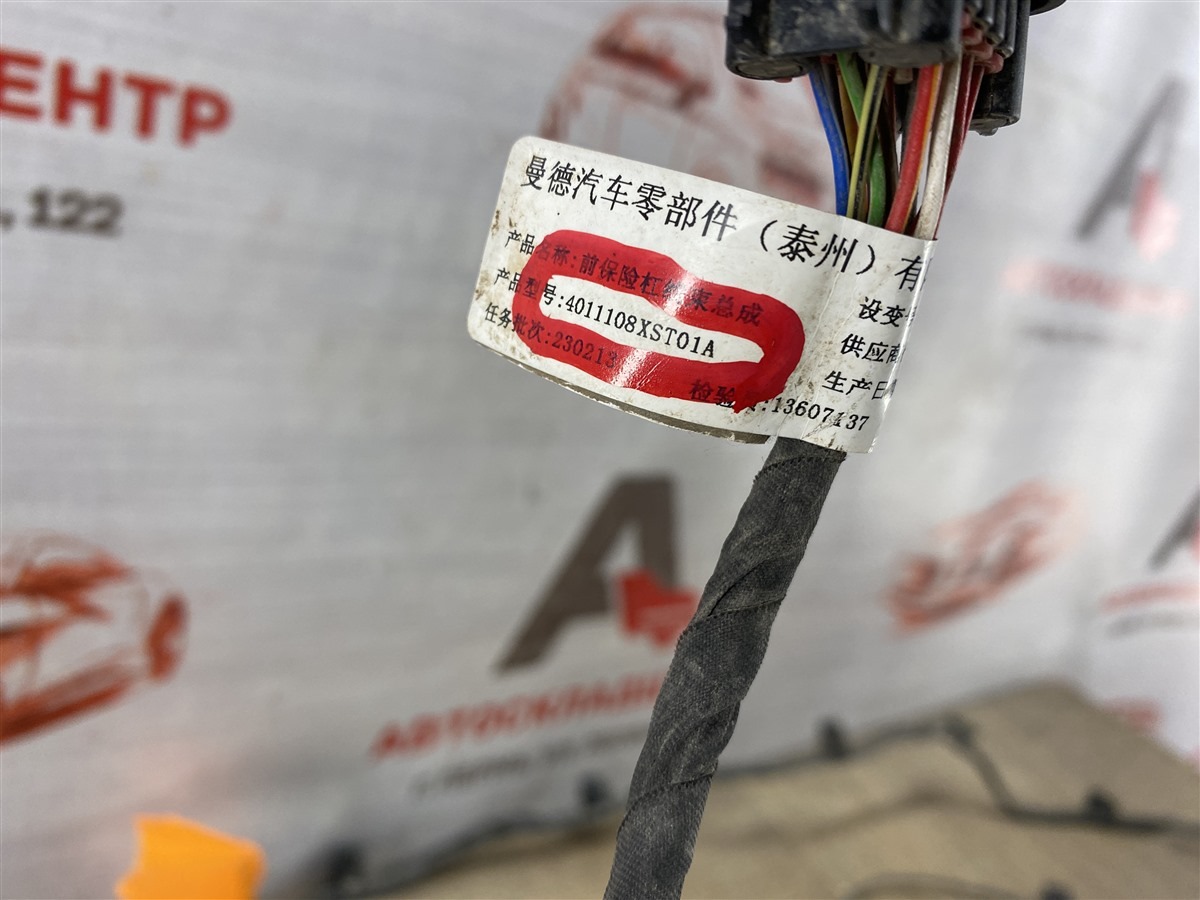 ЕНТР
, 122
曼德汽车零部件（泰州）有
产品名称:前保险杠线束总成
产品型号:4011108XST01A
任务批次:230213
设变
供应商
生产日
检验员:13607437
АВТОСКЛАД